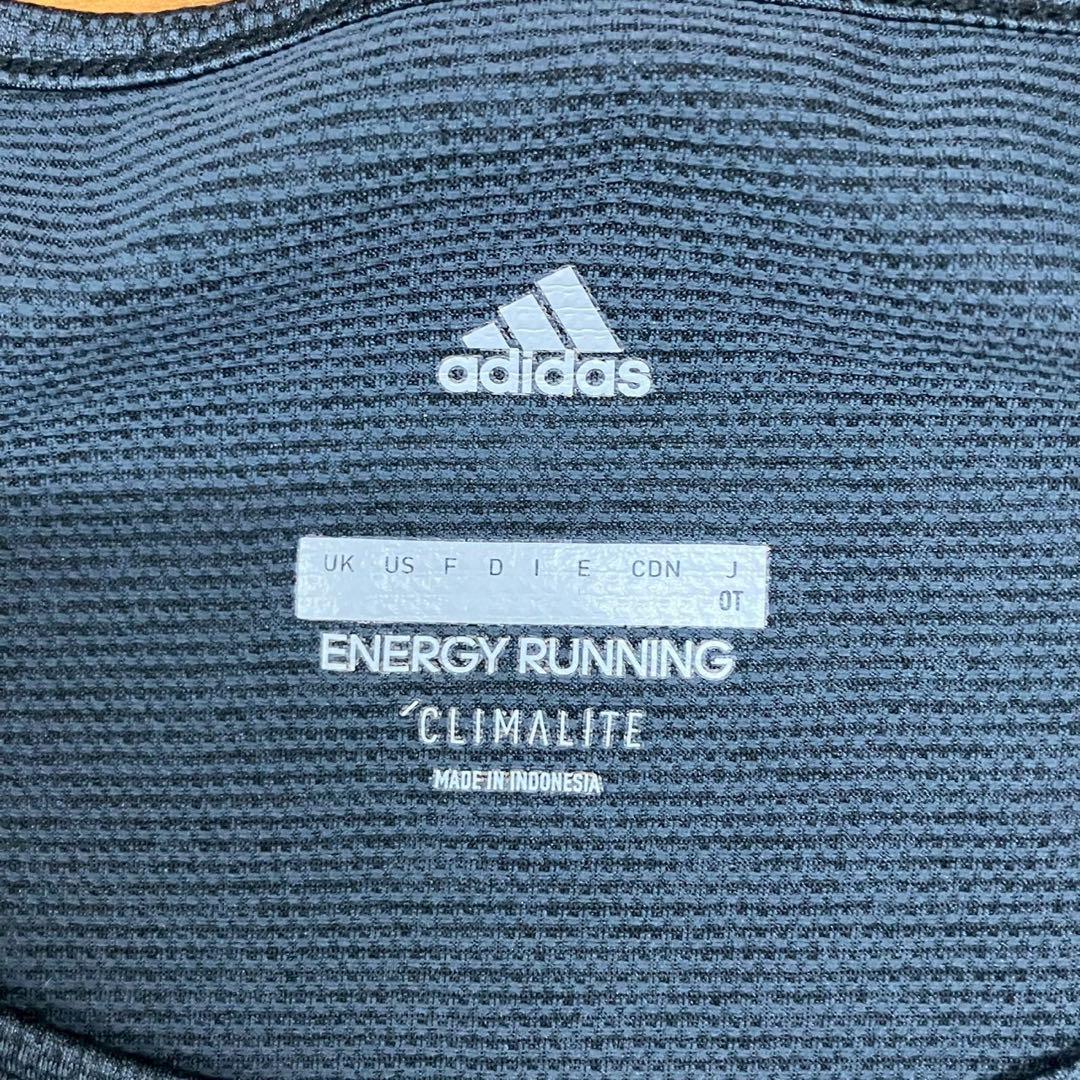 adidas
UK US F D I E CDN J
OT
ENERGY RUNNING
CLIMALITE
MADE IN INDONESIA